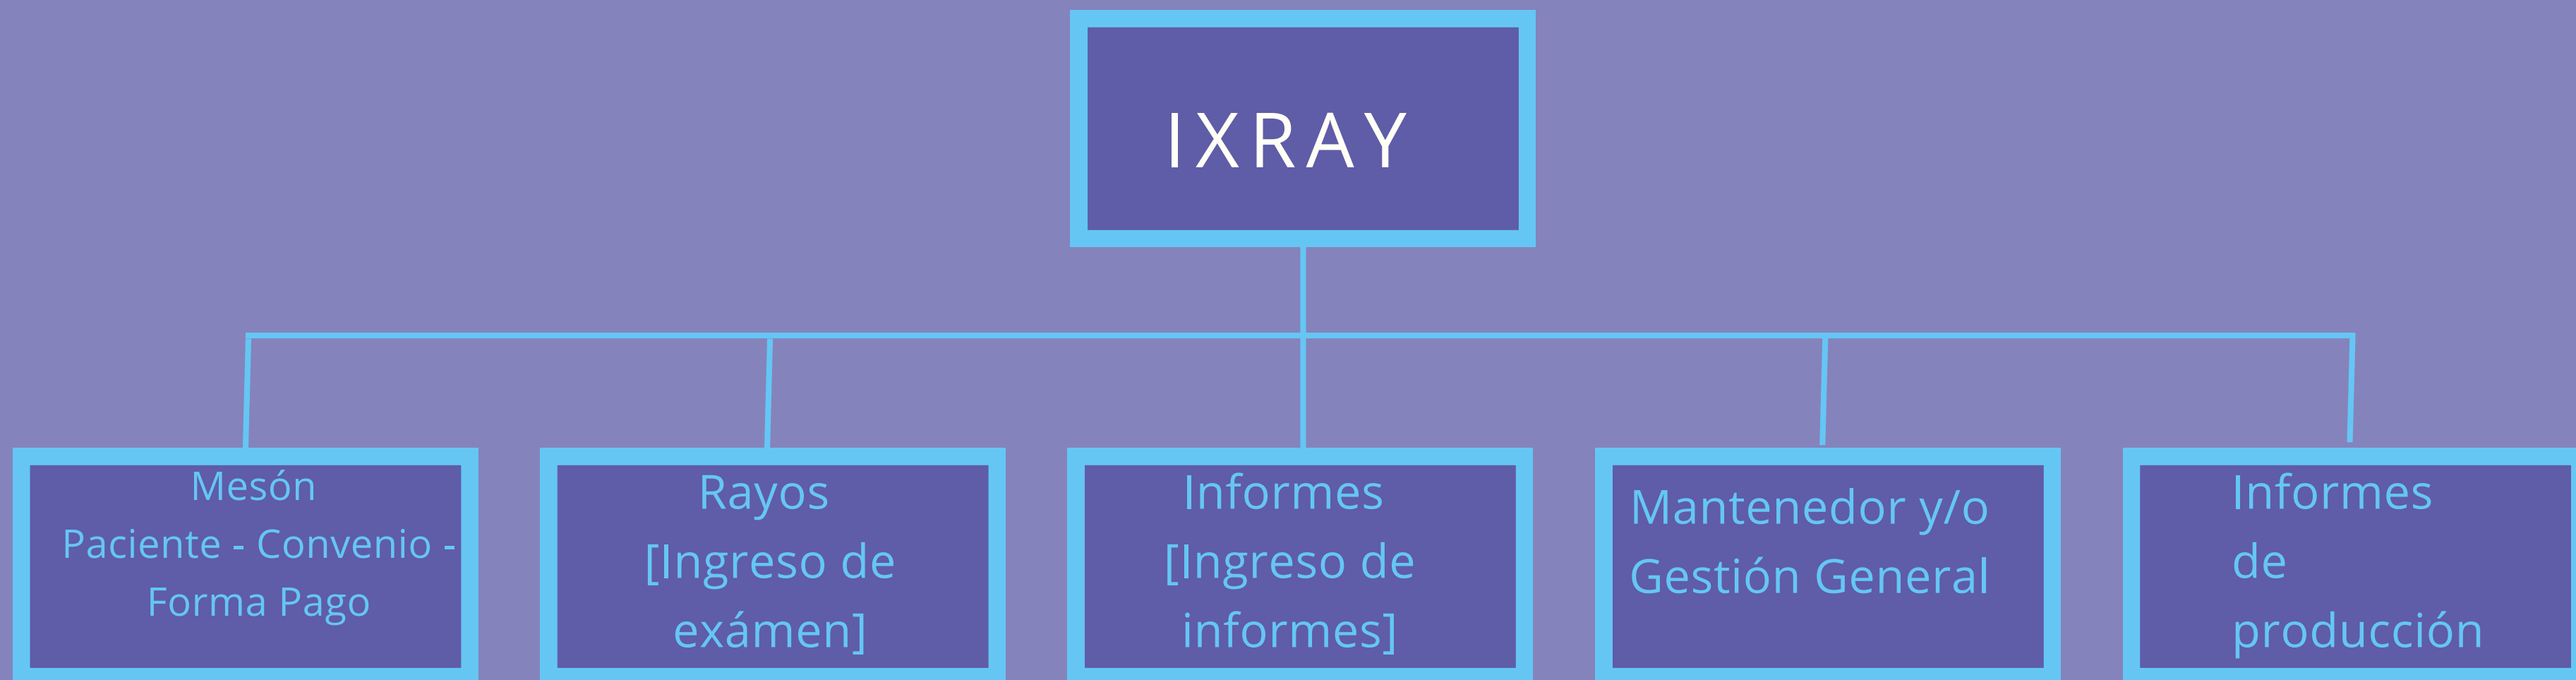 IXRAY
Mesón
Paciente - Convenio -
Forma Pago
Rayos
[Ingreso de
exámen]
Informes
[Ingreso de
informes]
Mantenedor y/o
Gestión General
Informes
de
producción